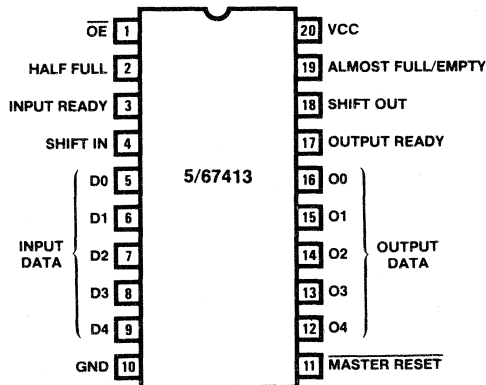 OE 1
HALF FULL 2
INPUT READY 3
SHIFT IN 4
D0 5
D1 6
D2 7
D3 8
D4 9
GND 10
INPUT
DATA
5/67413
20 VCC
19 ALMOST FULL/EMPTY
18 SHIFT OUT
17 OUTPUT READY
16 O0
15 O1
14 O2
13 O3
12 O4
11 MASTER RESET
OUTPUT
DATA